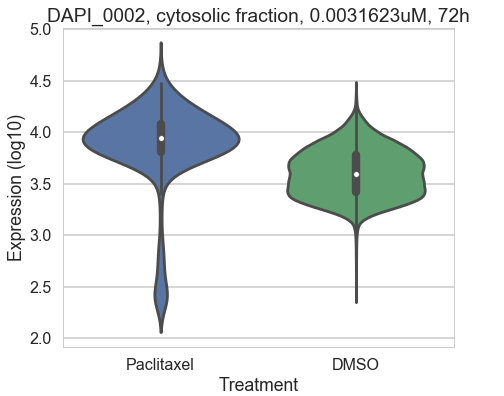 DAPI_0002, cytosolic fraction, 0.0031623uM, 72h
5.0
4.5
4.0
3.5
3.0
2.5
2.0
Expression (log10)
Paclitaxel DMSO
Treatment